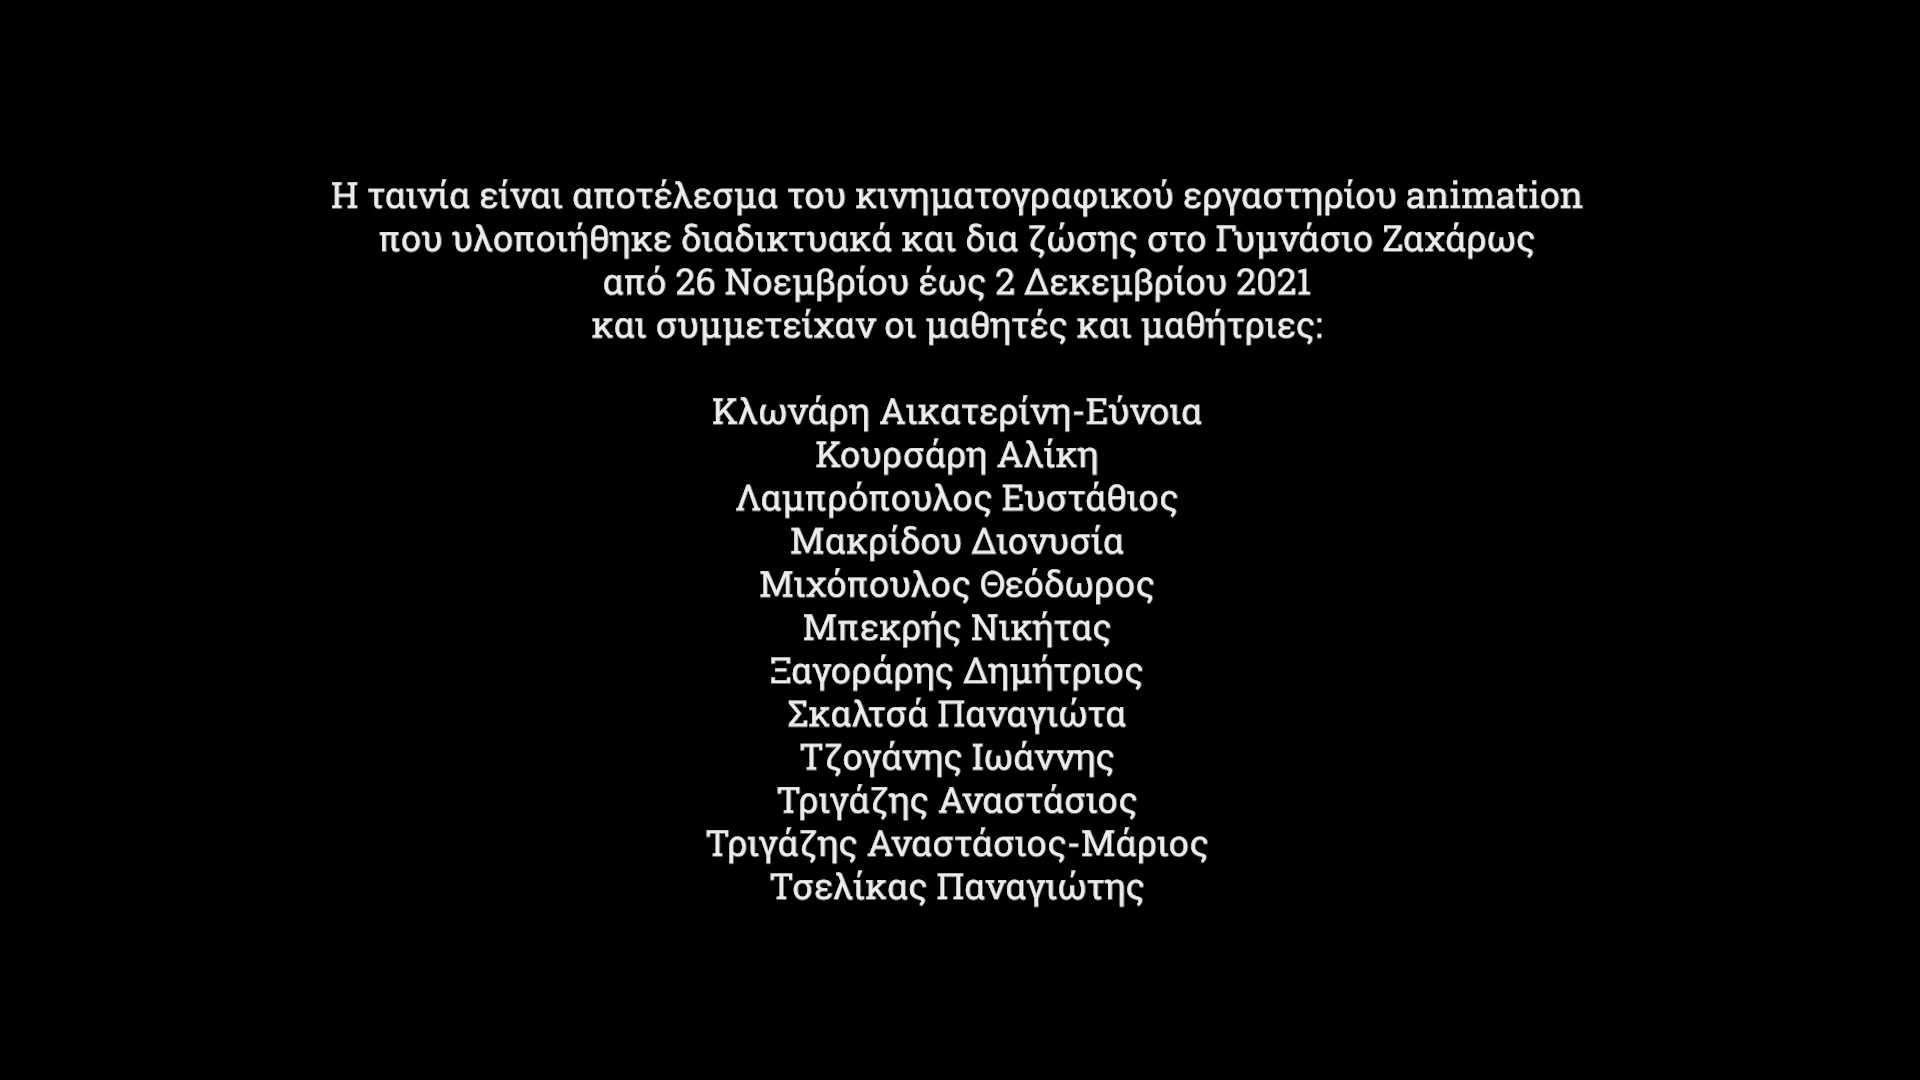 Η ταινία είναι αποτέλεσμα του κινηματογραφικού εργαστηρίου animation
που υλοποιήθηκε διαδικτυακά και δια ζώσης στο Γυμνάσιο Ζαχάρως
από 26 Νοεμβρίου έως 2 Δεκεμβρίου 2021
και συμμετείχαν οι μαθητές και μαθήτριες:
Κλωνάρη Αικατερίνη-Εύνοια
Κουρσάρη Αλίκη
Λαμπρόπουλος Ευστάθιος
Μακρίδου Διονυσία
Μιχόπουλος Θεόδωρος
Μπεκρής Νικήτας
Ξαγοράρης Δημήτριος
Σκαλτσά Παναγιώτα
Τζογάνης Ιωάννης
Τριγάζης Αναστάσιος
Τριγάζης Αναστάσιος-Μάριος
Τσελίκας Παναγιώτης